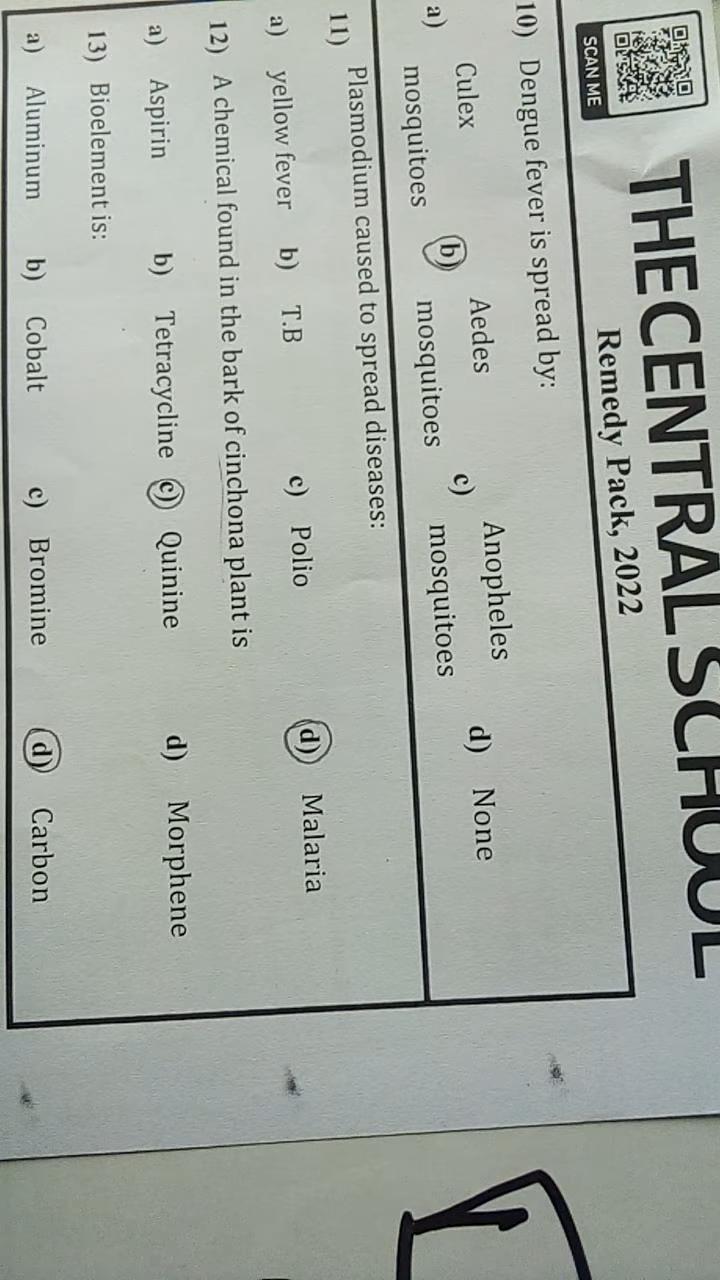 SCAN ME
THE CENTRAL SCHOOL
Remedy Pack, 2022
10) Dengue fever is spread by:
a) Culex mosquitoes b) Aedes mosquitoes c) Anopheles mosquitoes d) None
11) Plasmodium caused to spread diseases:
a) yellow fever b) T.B c) Polio d) Malaria
12) A chemical found in the bark of cinchona plant is
a) Aspirin b) Tetracycline c) Quinine d) Morphene
13) Bioelement is:
a) Aluminum b) Cobalt c) Bromine d) Carbon